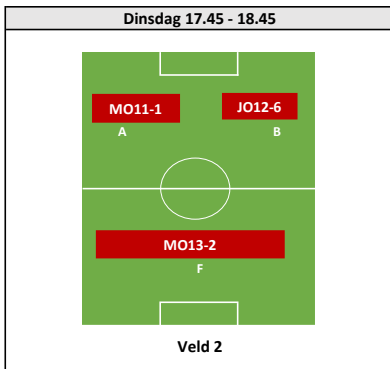 Dinsdag 17.45 - 18.45
MO11-1 JO12-6
A B
MO13-2
F
Veld 2